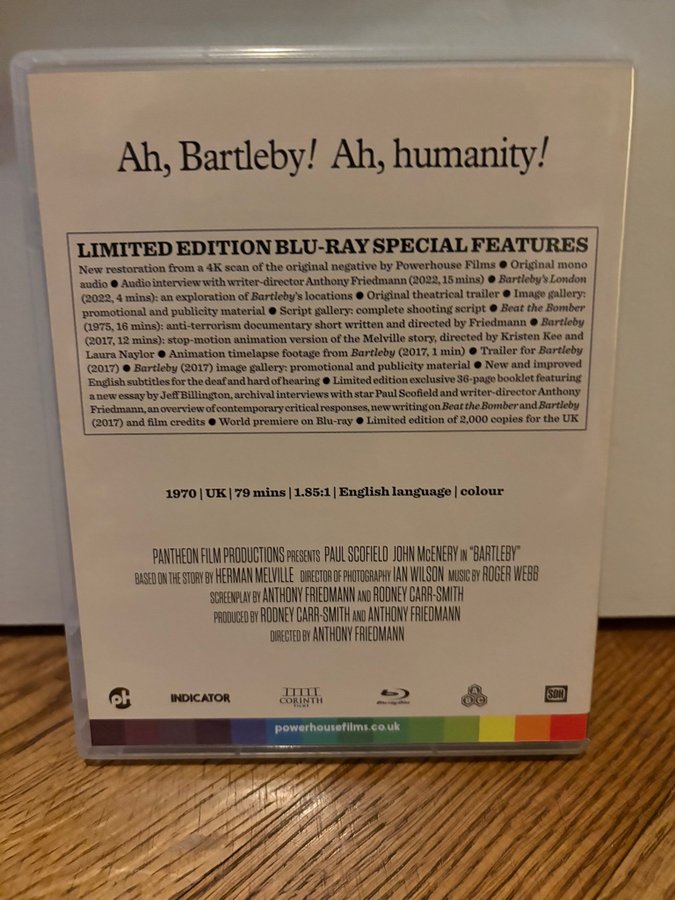 Ah, Bartleby! Ah, humanity!
LIMITED EDITION BLU-RAY SPECIAL FEATURES
New restoration from a 4K scan of the original negative by Powerhouse Films ● Original mono
audio ● Audio interview with writer-director Anthony Friedmann (2022, 15 mins) ● Bartleby's London
(2022, 4 mins): an exploration of Bartleby's locations ● Original theatrical trailer ● Image gallery:
promotional and publicity material ● Script gallery: complete shooting script ● Beat the Bomber
(1975, 16 mins): anti-terrorism documentary short written and directed by Friedmann ● Bartleby
(2017, 12 mins): stop-motion animation version of the Melville story, directed by Kristen Kee and
Laura Naylor ● Animation timelapse footage from Bartleby (2017, 1 min) ● Trailer for Bartleby
(2017) ● Bartleby (2017) image gallery: promotional and publicity material ● New and improved
English subtitles for the deaf and hard of hearing ● Limited edition exclusive 36-page booklet featuring
a new essay by Jeff Billington, archival interviews with star Paul Scofield and writer-director Anthony
Friedmann, an overview of contemporary critical responses, new writing on Beat the Bomber and Bartleby
(2017) and film credits ● World premiere on Blu-ray ● Limited edition of 2,000 copies for the UK
1970 | UK | 79 mins | 1.85:1 | English language | colour
PANTHEON FILM PRODUCTIONS PRESENTS PAUL SCOFIELD JOHN McENERY IN "BARTLEBY"
BASED ON THE STORY BY HERMAN MELVILLE DIRECTOR OF PHOTOGRAPHY IAN WILSON MUSIC BY ROGER WEBB
SCREENPLAY BY ANTHONY FRIEDMANN AND RODNEY CARR-SMITH
PRODUCED BY RODNEY CARR-SMITH AND ANTHONY FRIEDMANN
DIRECTED BY ANTHONY FRIEDMANN
ph INDICATOR CORINTH FILMS Blu-ray Disc SDH
powerhousefilms.co.uk